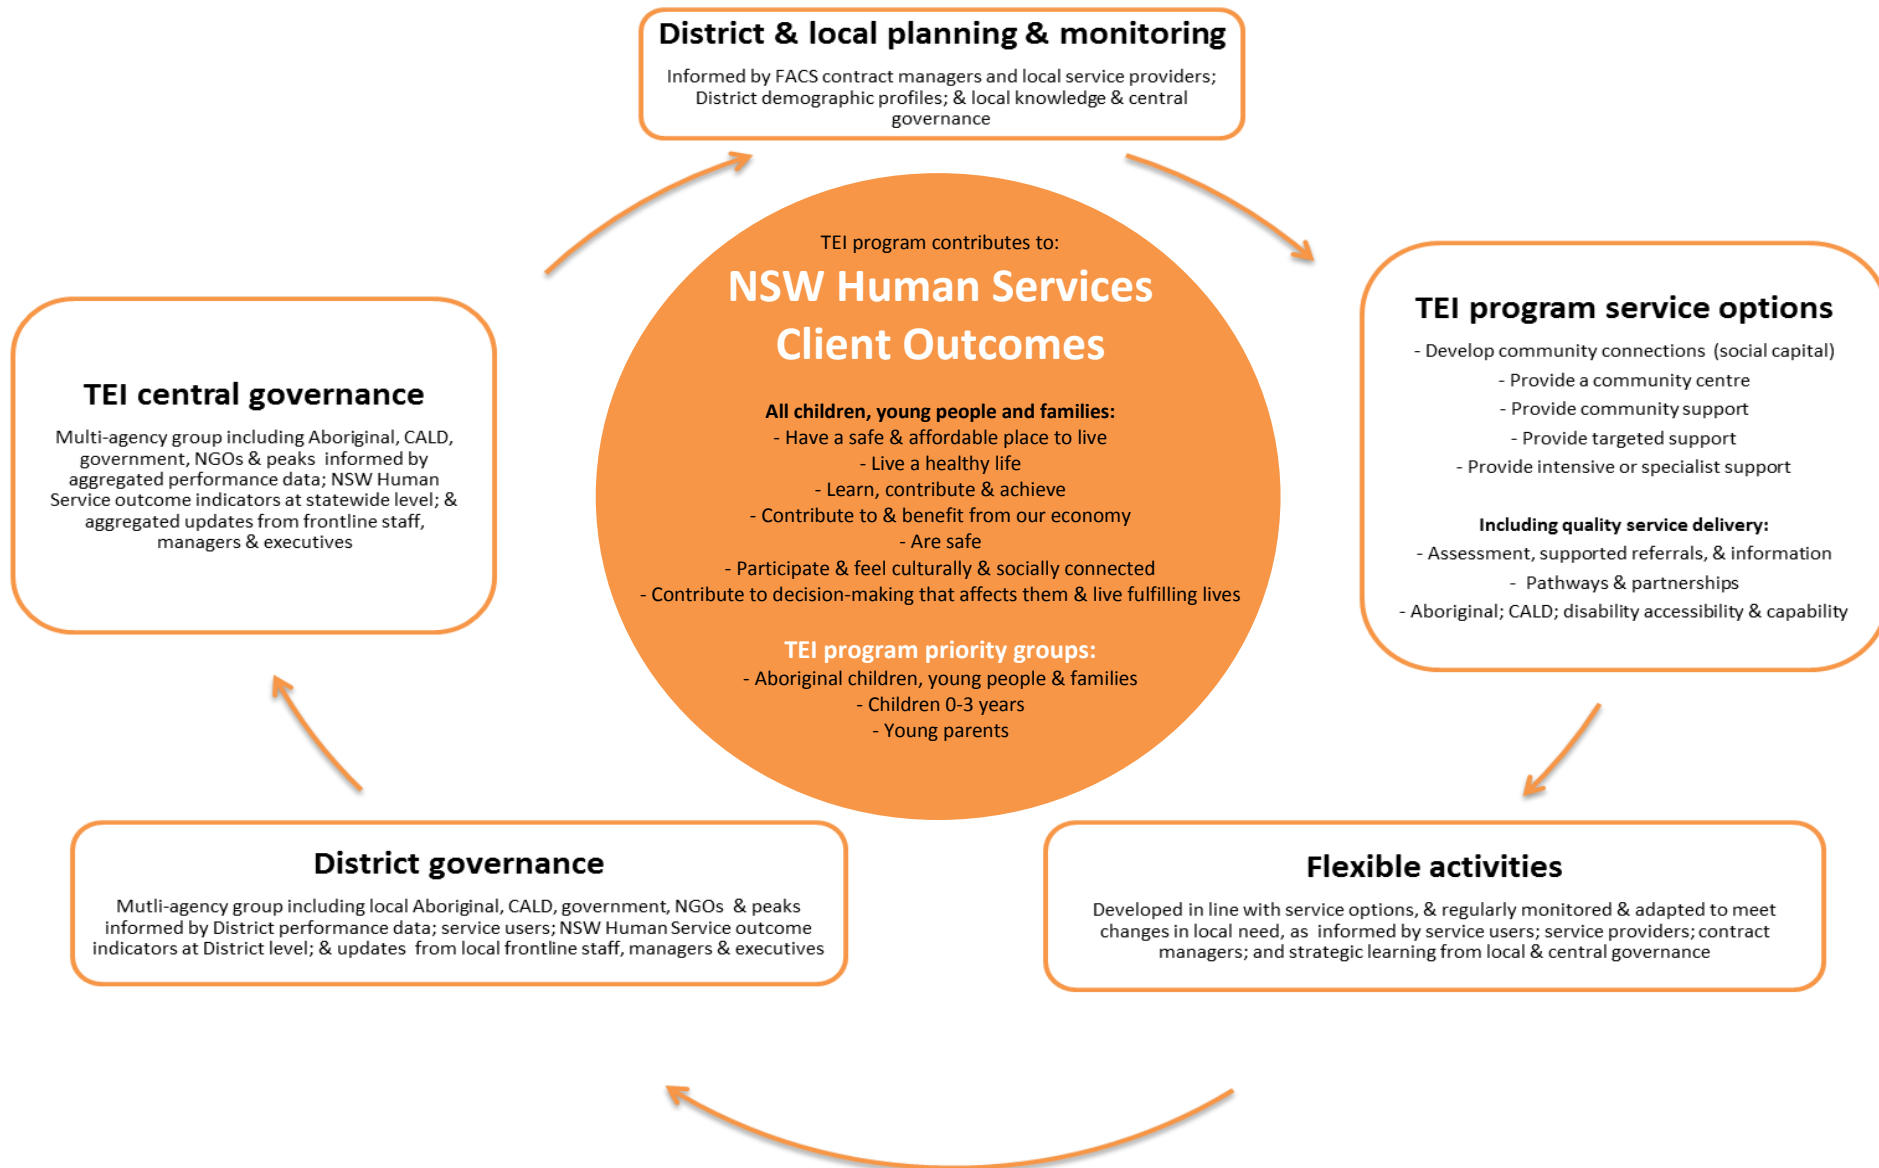 District & local planning & monitoring
Informed by FACS contract managers and local service providers;
District demographic profiles; & local knowledge & central
governance
TEI program contributes to:
NSW Human Services
Client Outcomes
All children, young people and families:
- Have a safe & affordable place to live
- Live a healthy life
- Learn, contribute & achieve
- Contribute to & benefit from our economy
- Are safe
- Participate & feel culturally & socially connected
- Contribute to decision-making that affects them & live fulfilling lives
TEI program priority groups:
- Aboriginal children, young people & families
- Children 0-3 years
- Young parents
TEI program service options
- Develop community connections (social capital)
- Provide a community centre
- Provide community support
- Provide targeted support
- Provide intensive or specialist support
Including quality service delivery:
- Assessment, supported referrals, & information
- Pathways & partnerships
- Aboriginal; CALD; disability accessibility & capability
Flexible activities
Developed in line with service options, & regularly monitored & adapted to meet
changes in local need, as informed by service users; service providers; contract
managers; and strategic learning from local & central governance
District governance
Mutli-agency group including local Aboriginal, CALD, government, NGOs & peaks
informed by District performance data; service users; NSW Human Service outcome
indicators at District level; & updates from local frontline staff, managers & executives
TEI central governance
Multi-agency group including Aboriginal, CALD,
government, NGOs & peaks informed by
aggregated performance data; NSW Human
Service outcome indicators at statewide level; &
aggregated updates from frontline staff,
managers & executives